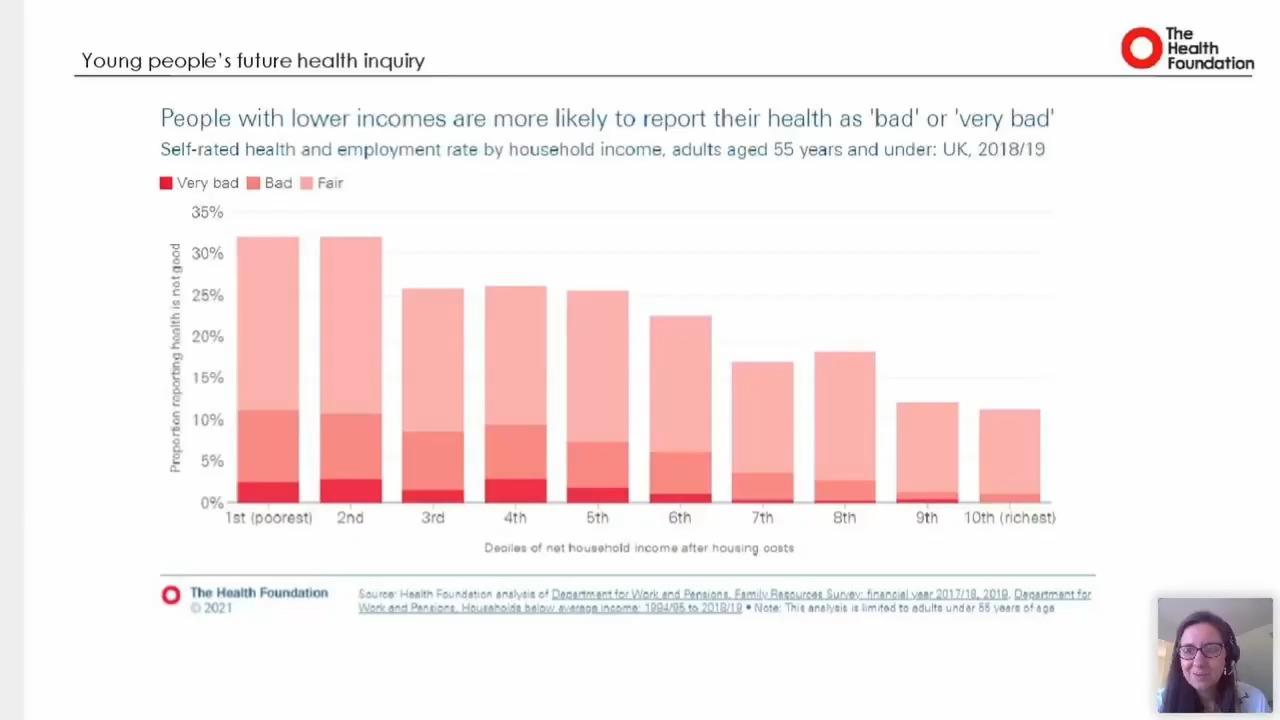 Young people's future health inquiry
The
Health
Foundation
People with lower incomes are more likely to report their health as 'bad' or 'very bad'
Self-rated health and employment rate by household income, adults aged 55 years and under: UK, 2018/19
Very bad Bad Fair
Proportion reporting health is not good
35%
30%
25%
20%
15%
10%
5%
0%
1st (poorest) 2nd 3rd 4th 5th 6th 7th 8th 9th 10th (richest)
Deciles of net household income after housing costs
The Health Foundation
© 2021
Source: Health Foundation analysis of Department for Work and Pensions, Family Resources Survey: financial year 2017/18, 2019. Department for
Work and Pensions, Households below average income: 1994/95 to 2018/19 • Note: This analysis is limited to adults under 55 years of age